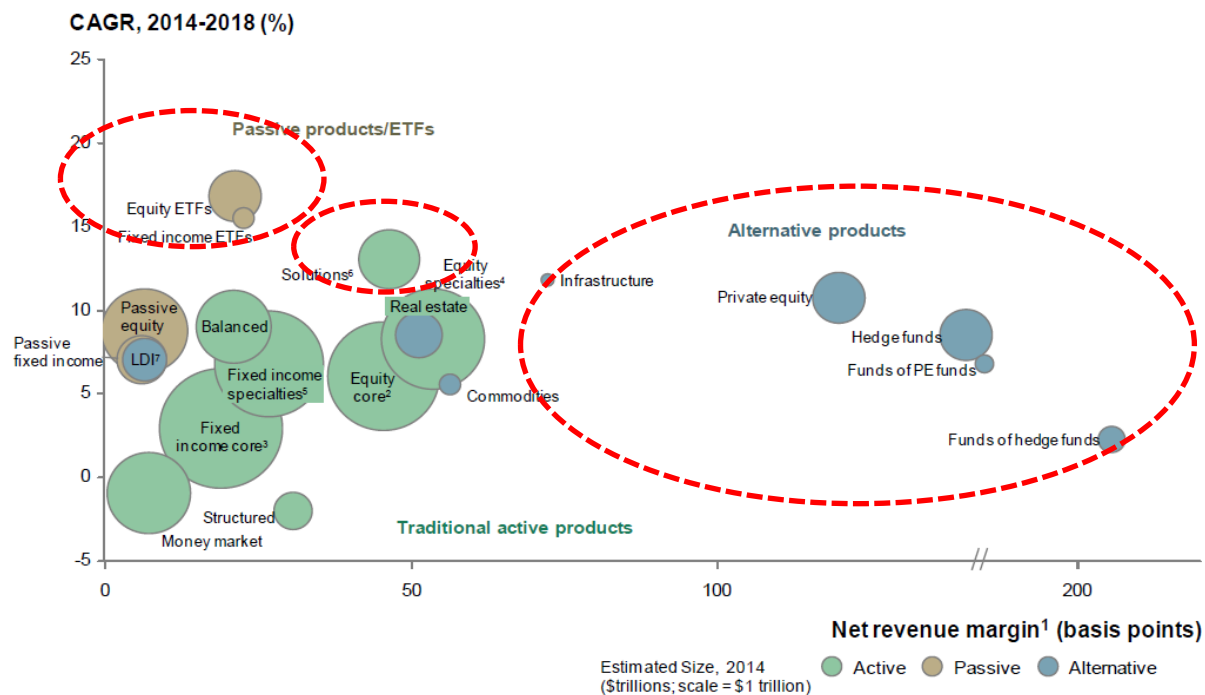 CAGR, 2014-2018 (%)
25
20
15
10
5
0
-5
Passive products/ETFs
Equity ETFs
Fixed income ETFs
Solutions⁶
Equity
specialties⁴
Infrastructure
Alternative products
Private equity
Hedge funds
Funds of PE funds
Funds of hedge funds
Passive
equity
Balanced
Real estate
Passive
fixed income
LDI⁷
Fixed income
specialties⁵
Equity
core²
Commodities
Fixed
income core³
Structured
Money market
Traditional active products
0
50
100
200
Net revenue margin¹ (basis points)
Estimated Size, 2014
($trillions; scale = $1 trillion)
Active
Passive
Alternative